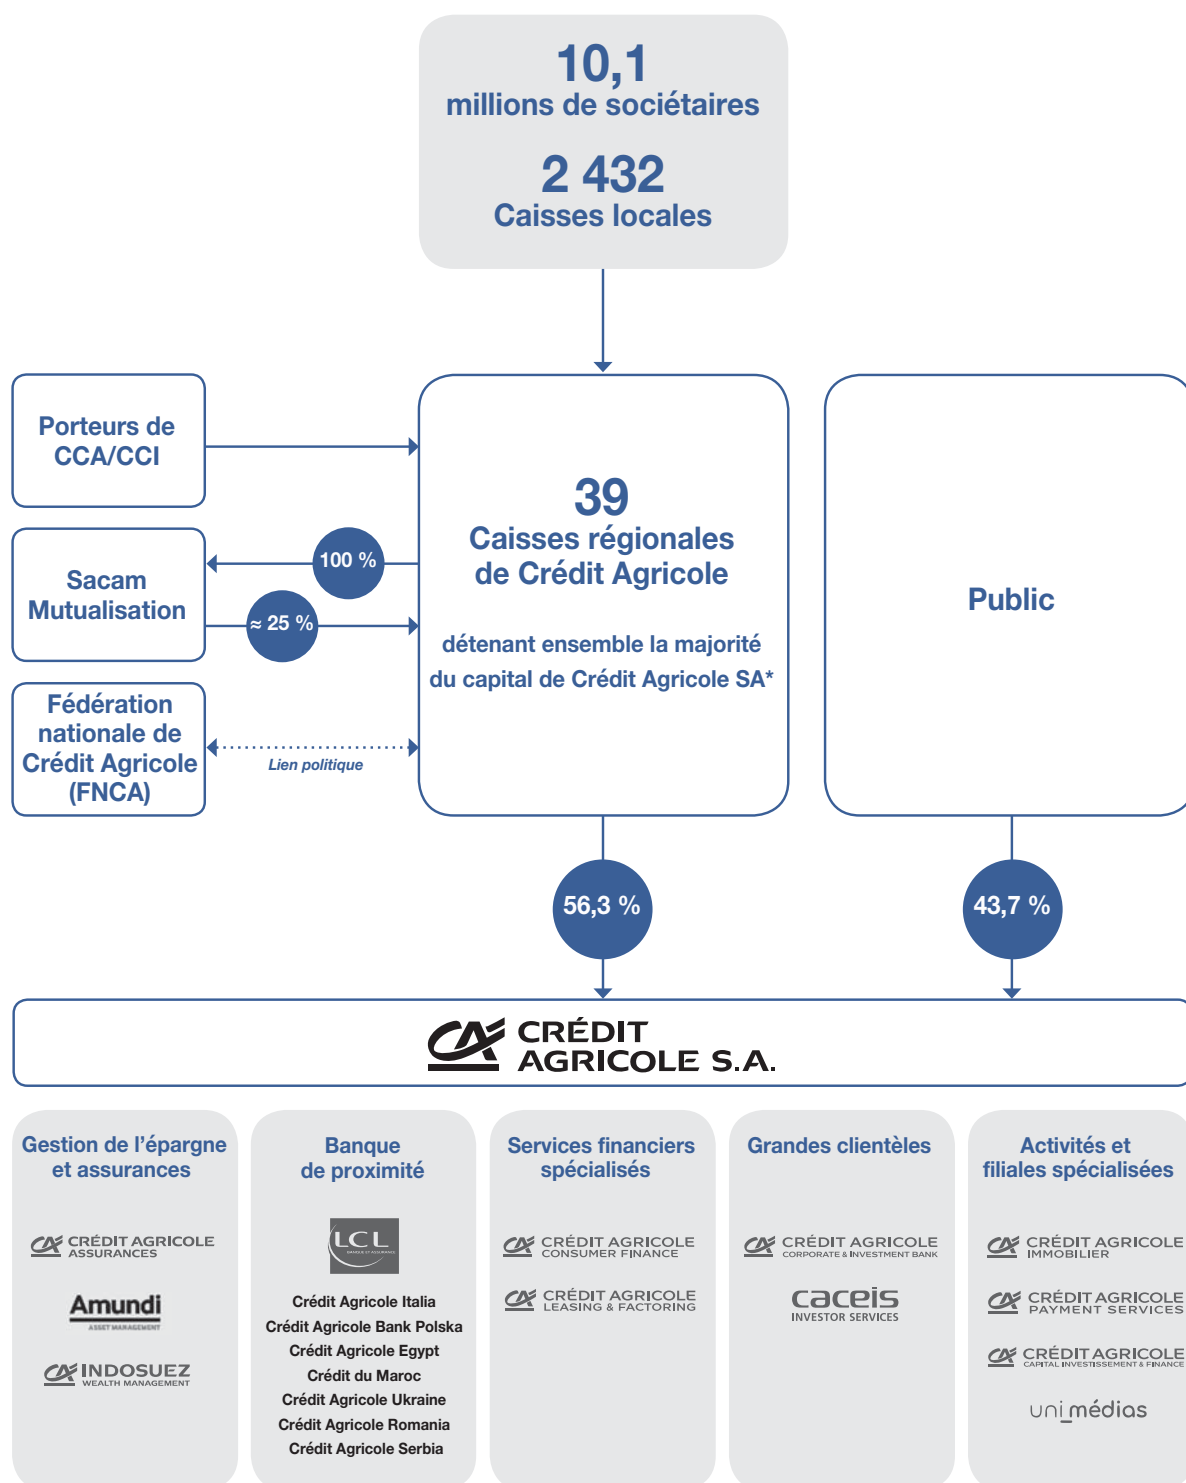 10,1
millions de sociétaires
2 432
Caisses locales
Porteurs de
CCA/CCI
Sacam
Mutualisation
100 %
≈ 25 %
Fédération
nationale de
Crédit Agricole
(FNCA)
Lien politique
39
Caisses régionales
de Crédit Agricole
détenant ensemble la majorité
du capital de Crédit Agricole SA*
Public
56,3 %
43,7 %
CRÉDIT
AGRICOLE S.A.
Gestion de l’épargne
et assurances
CRÉDIT AGRICOLE
ASSURANCES
Amundi
ASSET MANAGEMENT
INDOSUEZ
WEALTH MANAGEMENT
Banque
de proximité
LCL
BANQUE ET ASSURANCE
Crédit Agricole Italia
Crédit Agricole Bank Polska
Crédit Agricole Egypt
Crédit du Maroc
Crédit Agricole Ukraine
Crédit Agricole Romania
Crédit Agricole Serbia
Services financiers
spécialisés
CRÉDIT AGRICOLE
CONSUMER FINANCE
CRÉDIT AGRICOLE
LEASING & FACTORING
Grandes clientèles
CRÉDIT AGRICOLE
CORPORATE & INVESTMENT BANK
caceis
INVESTOR SERVICES
Activités et
filiales spécialisées
CRÉDIT AGRICOLE
IMMOBILIER
CRÉDIT AGRICOLE
PAYMENT SERVICES
CRÉDIT AGRICOLE
CAPITAL INVESTISSEMENT & FINANCE
uni_médias